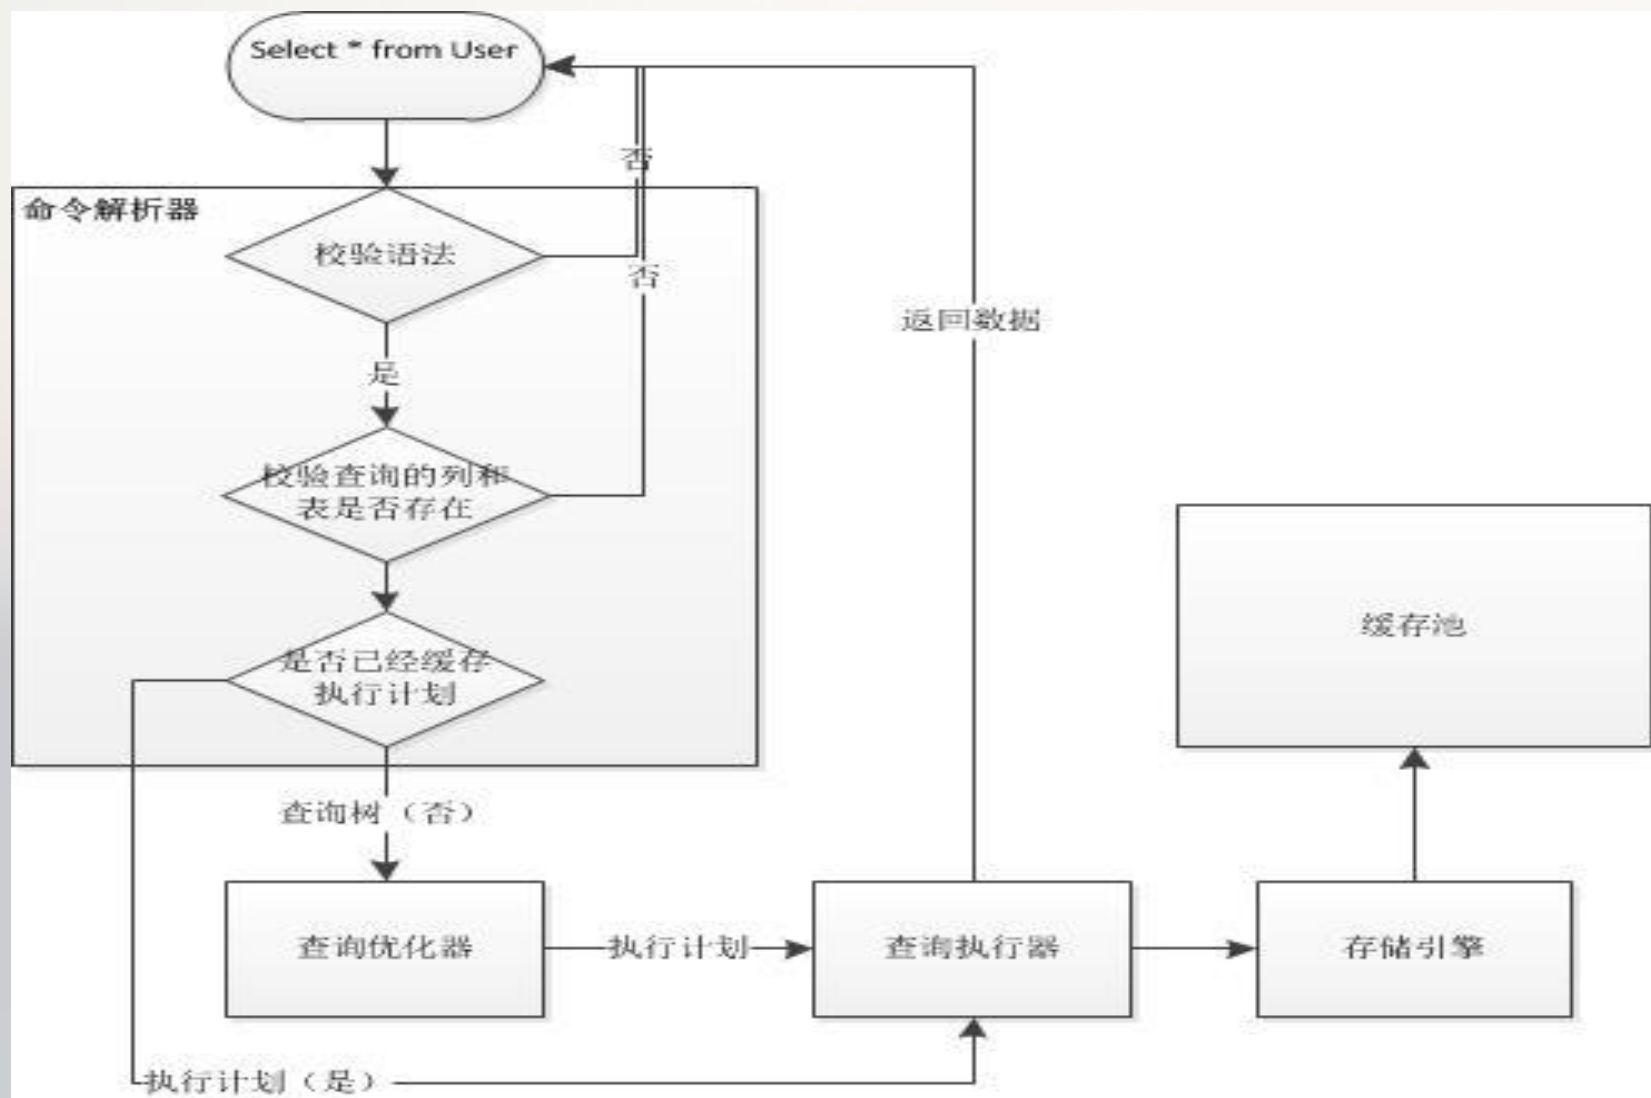 Select * from User
否
命令解析器
校验语法
否
返回数据
是
校验查询的列和
表是否存在
缓存池
是否已经缓存
执行计划
查询树（否）
查询优化器
执行计划
查询执行器
存储引擎
执行计划（是）